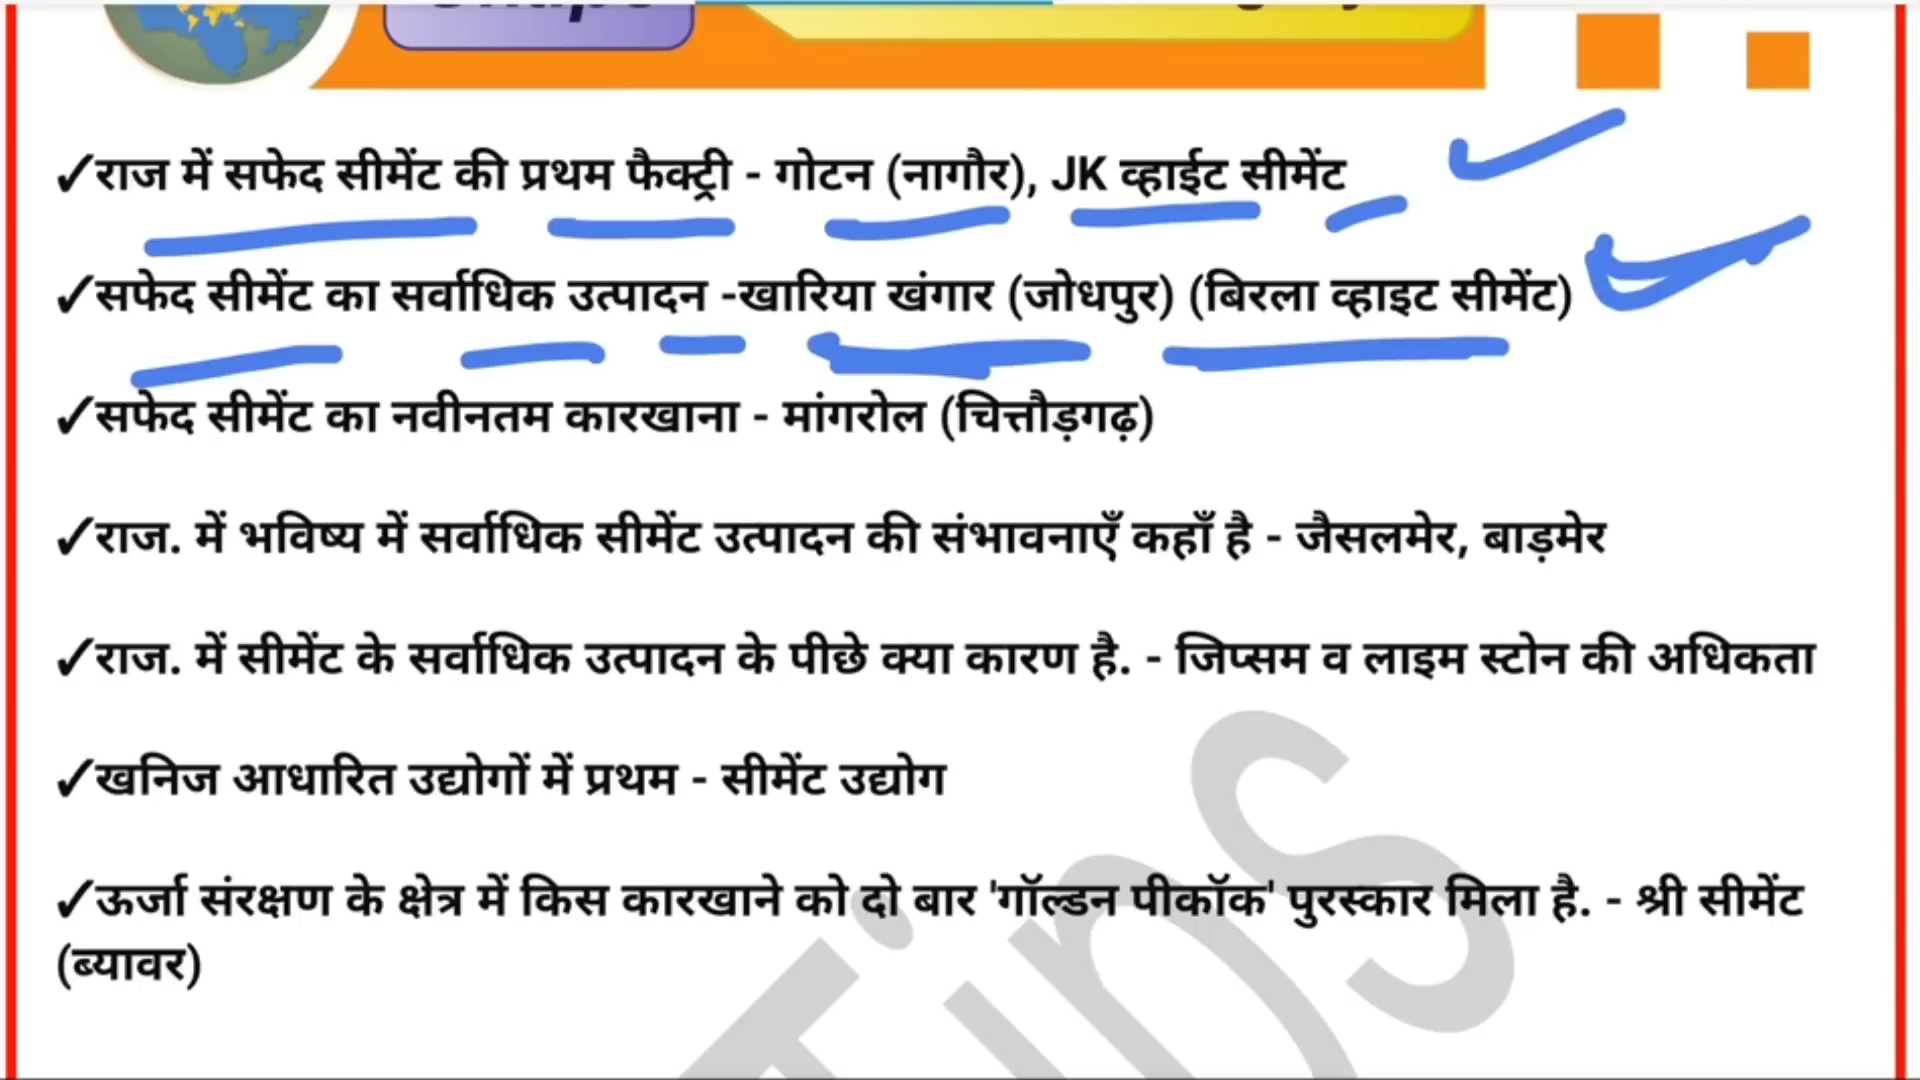 ✓राज में सफेद सीमेंट की प्रथम फैक्ट्री - गोटन (नागौर), JK व्हाईट सीमेंट
✓सफेद सीमेंट का सर्वाधिक उत्पादन -खारिया खंगार (जोधपुर) (बिरला व्हाइट सीमेंट)
✓सफेद सीमेंट का नवीनतम कारखाना - मांगरोल (चित्तौड़गढ़)
✓राज. में भविष्य में सर्वाधिक सीमेंट उत्पादन की संभावनाएँ कहाँ है - जैसलमेर, बाड़मेर
✓राज. में सीमेंट के सर्वाधिक उत्पादन के पीछे क्या कारण है. - जिप्सम व लाइम स्टोन की अधिकता
✓खनिज आधारित उद्योगों में प्रथम - सीमेंट उद्योग
✓ऊर्जा संरक्षण के क्षेत्र में किस कारखाने को दो बार 'गॉल्डन पीकॉक' पुरस्कार मिला है. - श्री सीमेंट
(ब्यावर)